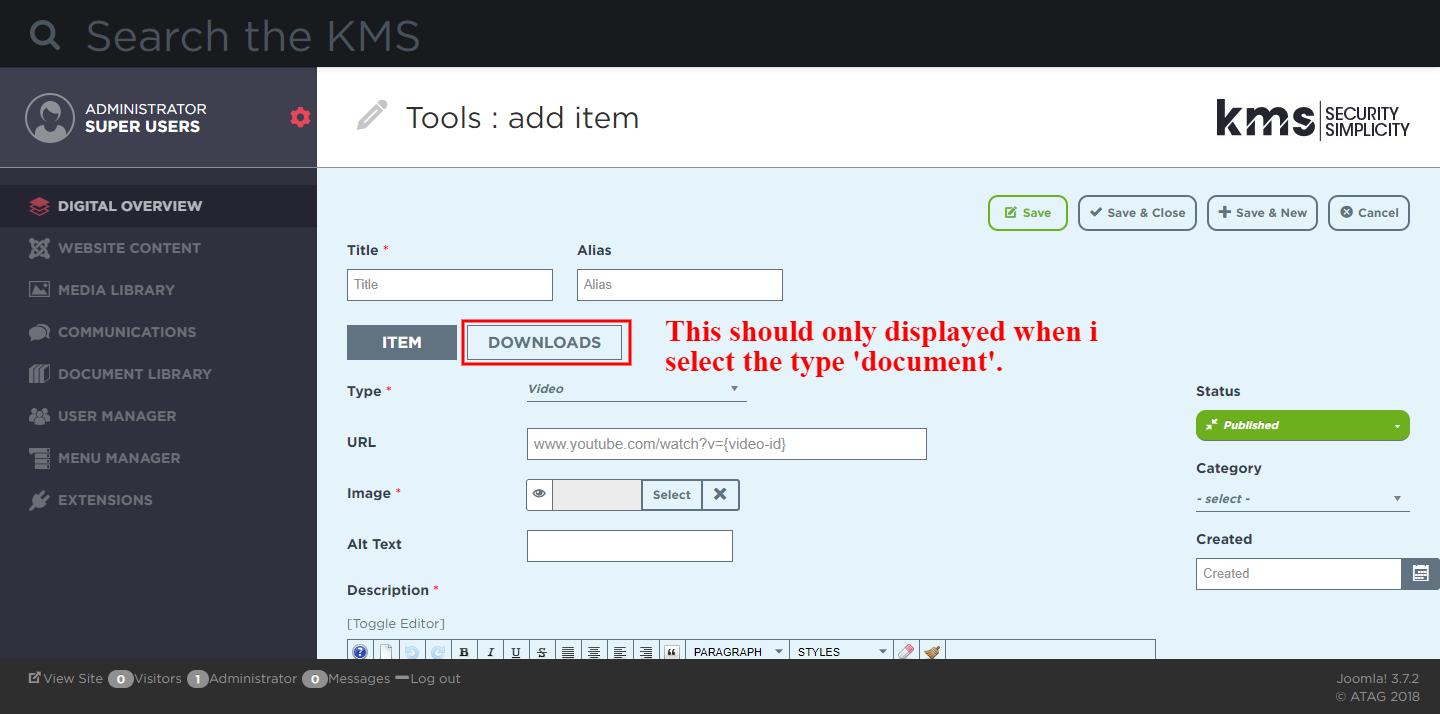 Search the KMS
ADMINISTRATOR
SUPER USERS
Tools : add item
kms SECURITY
SIMPLICITY
DIGITAL OVERVIEW
WEBSITE CONTENT
MEDIA LIBRARY
COMMUNICATIONS
DOCUMENT LIBRARY
USER MANAGER
MENU MANAGER
EXTENSIONS
Save
Save & Close
Save & New
Cancel
Title *
Alias
Title
Alias
ITEM
DOWNLOADS
This should only displayed when i
select the type 'document'.
Type *
Video
URL
www.youtube.com/watch?v={video-id}
Image *
Select
Alt Text
Description *
[Toggle Editor]
B I U S
PARAGRAPH
STYLES
Status
Published
Category
- select -
Created
Created
View Site 0 Visitors 1 Administrator 0 Messages Log out
Joomla! 3.7.2
© ATAG 2018